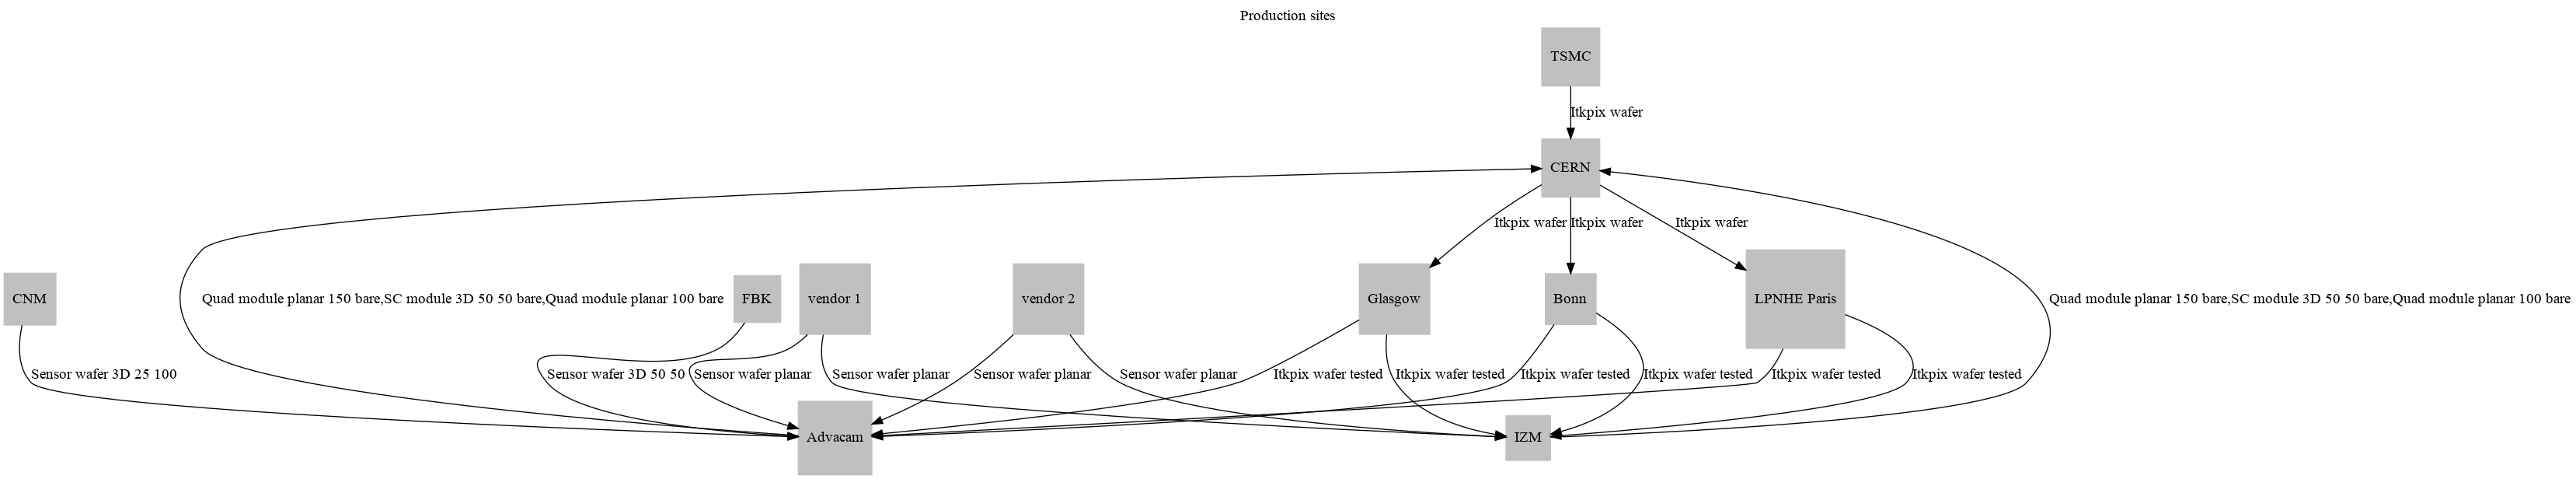 Production sites
TSMC
Itkpix wafer
CERN
Itkpix wafer
Itkpix wafer
Itkpix wafer
CNM
Quad module planar 150 bare,SC module 3D 50 50 bare,Quad module planar 100 bare
FBK
vendor 1
vendor 2
Glasgow
Bonn
LPNHE Paris
Quad module planar 150 bare,SC module 3D 50 50 bare,Quad module planar 100 bare
Sensor wafer 3D 25 100
Sensor wafer 3D 50 50
Sensor wafer planar
Sensor wafer planar
Sensor wafer planar
Sensor wafer planar
Itkpix wafer tested
Itkpix wafer tested
Itkpix wafer tested
Itkpix wafer tested
Itkpix wafer tested
Itkpix wafer tested
Advacam
IZM